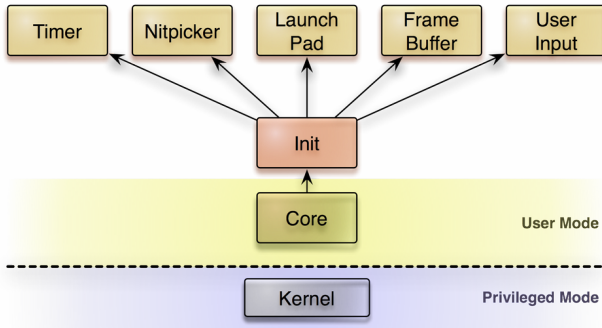 Timer
Nitpicker
Launch
Pad
Frame
Buffer
User
Input
Init
Core
User Mode
Kernel
Privileged Mode